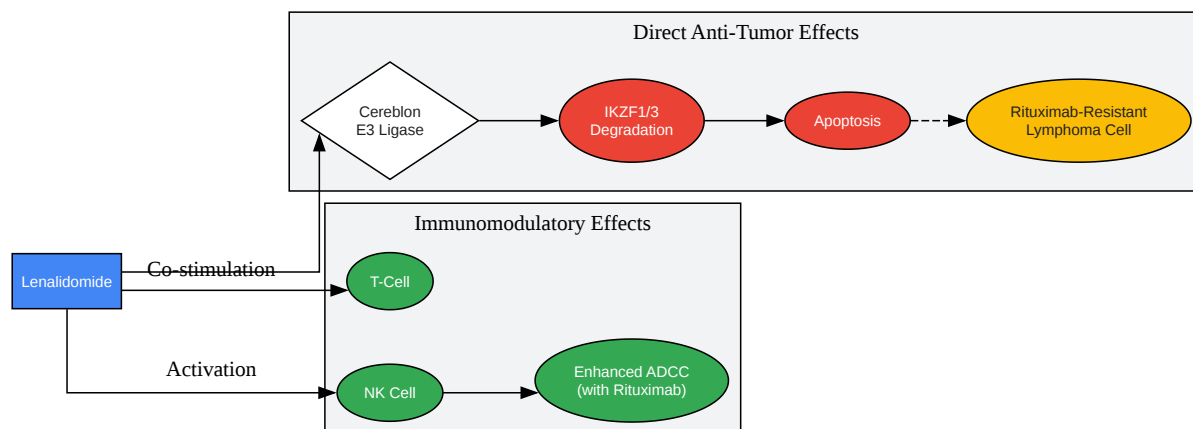 Direct Anti-Tumor Effects
Cereblon
E3 Ligase
IKZF1/3
Degradation
Apoptosis
Rituximab-Resistant
Lymphoma Cell
Immunomodulatory Effects
Lenalidomide
Co-stimulation
T-Cell
Activation
NK Cell
Enhanced ADCC
(with Rituximab)